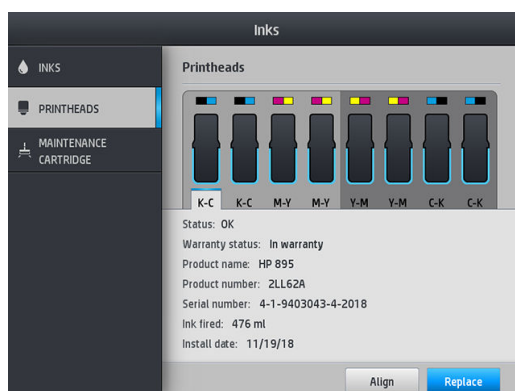 Inks
INKS
PRINTHEADS
MAINTENANCE
CARTRIDGE
Printheads
K-C K-C M-Y M-Y Y-M Y-M C-K C-K
Status: OK
Warranty status: In warranty
Product name: HP 895
Product number: 2LL62A
Serial number: 4-1-9403043-4-2018
Ink fired: 476 ml
Install date: 11/19/18
Align Replace